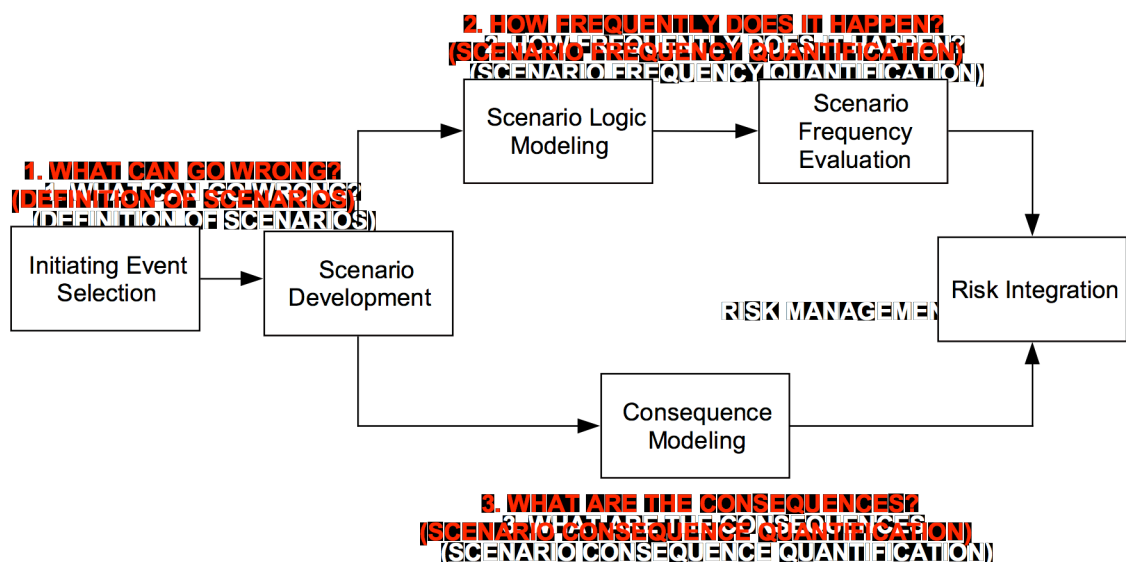 2. HOW FREQUENTLY DOES IT HAPPEN?
(SCENARIO FREQUENCY QUANTIFICATION)
1. WHAT CAN GO WRONG?
(DEFINITION OF SCENARIOS)
Initiating Event
Selection
Scenario
Development
Scenario Logic
Modeling
Scenario
Frequency
Evaluation
Risk Integration
RISK MANAGEMEN
Consequence
Modeling
3. WHAT ARE THE CONSEQUENCES?
(SCENARIO CONSEQUENCE QUANTIFICATION)